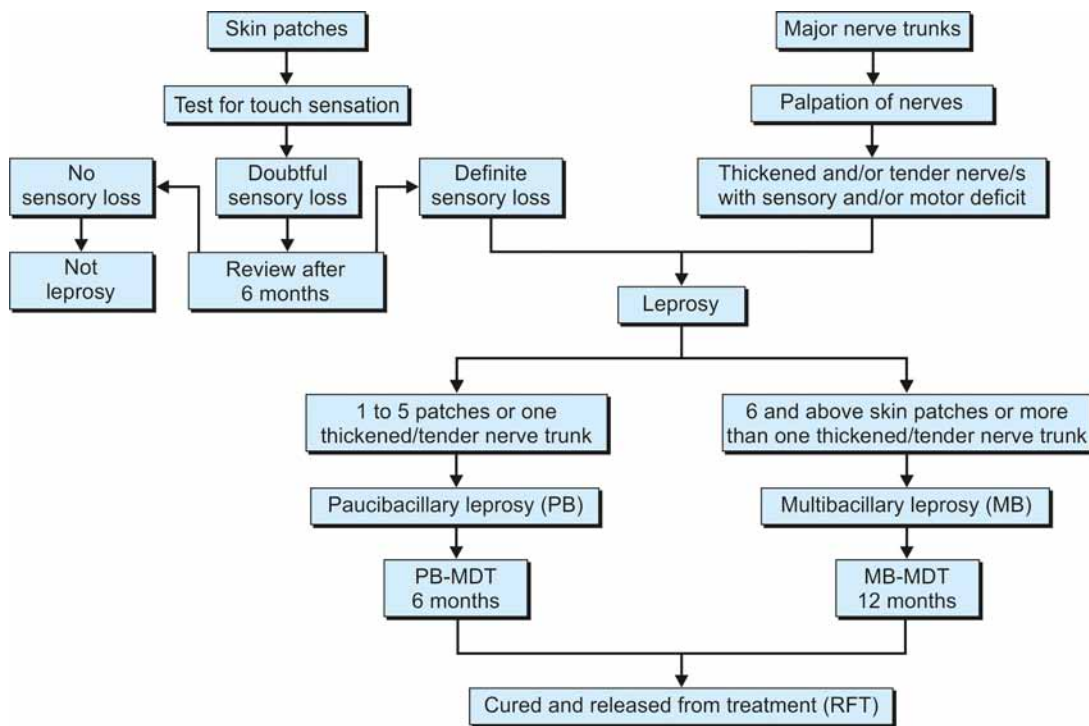 Skin patches
Major nerve trunks
Test for touch sensation
Palpation of nerves
No
sensory loss
Doubtful
sensory loss
Definite
sensory loss
Thickened and/or tender nerve/s
with sensory and/or motor deficit
Not
leprosy
Review after
6 months
Leprosy
1 to 5 patches or one
thickened/tender nerve trunk
6 and above skin patches or more
than one thickened/tender nerve trunk
Paucibacillary leprosy (PB)
Multibacillary leprosy (MB)
PB-MDT
6 months
MB-MDT
12 months
Cured and released from treatment (RFT)